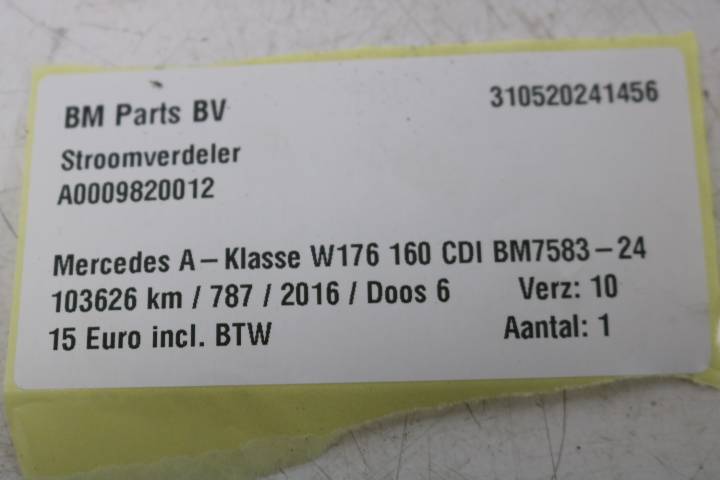 BM Parts BV 310520241456
Stroomverdeler
A0009820012
Mercedes A-Klasse W176 160 CDI BM7583-24
103626 km / 787 / 2016 / Doos 6 Verz: 10
15 Euro incl. BTW Aantal: 1